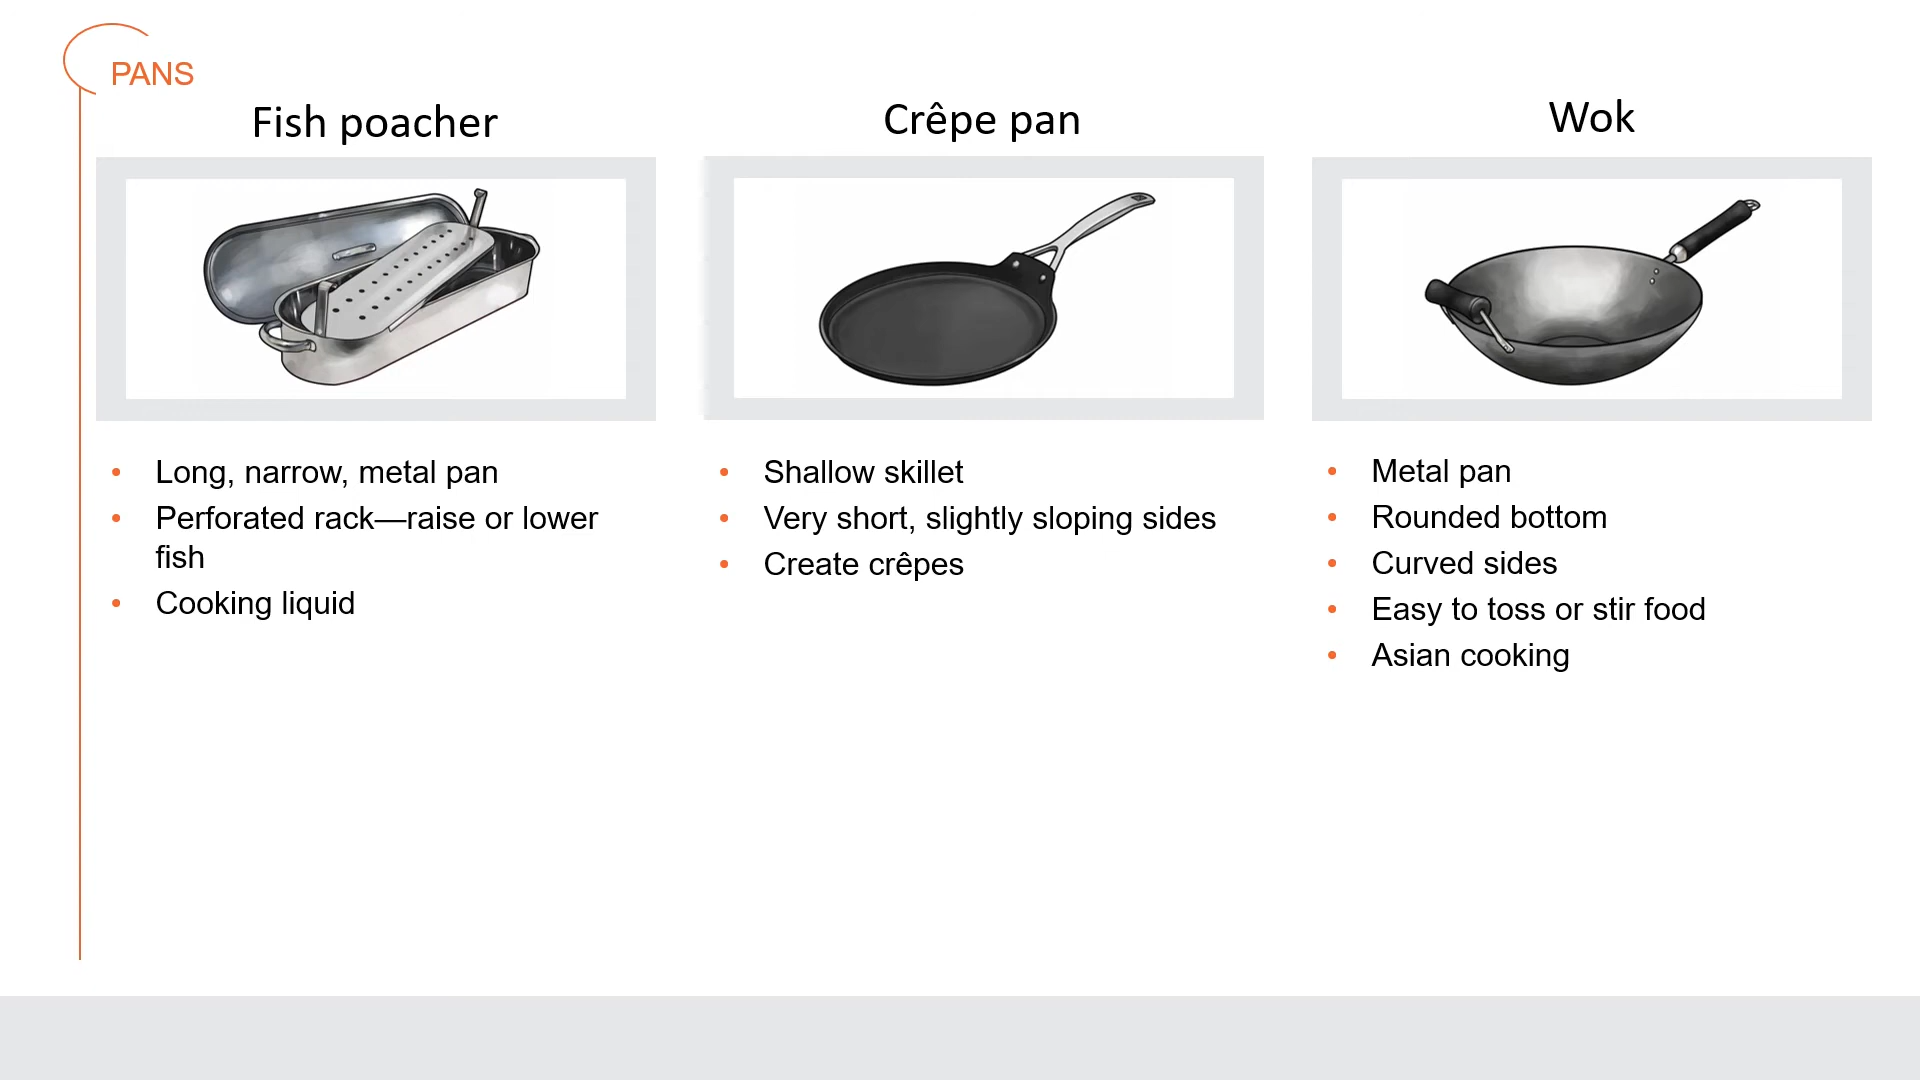 PANS
Fish poacher
Crêpe pan
Wok
• Long, narrow, metal pan
• Perforated rack—raise or lower
fish
• Cooking liquid
• Shallow skillet
• Very short, slightly sloping sides
• Create crêpes
• Metal pan
• Rounded bottom
• Curved sides
• Easy to toss or stir food
• Asian cooking